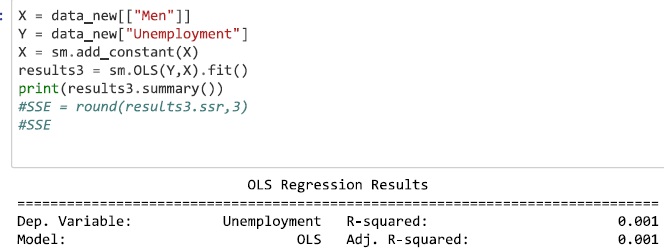 X = data_new[["Men"]]
Y = data_new["Unemployment"]
X = sm.add_constant(X)
results3 = sm.OLS(Y,X).fit()
print(results3.summary())
#SSE = round(results3.ssr,3)
#SSE
OLS Regression Results
==============================================================================
Dep. Variable: Unemployment R-squared: 0.001
Model: OLS Adj. R-squared: 0.001